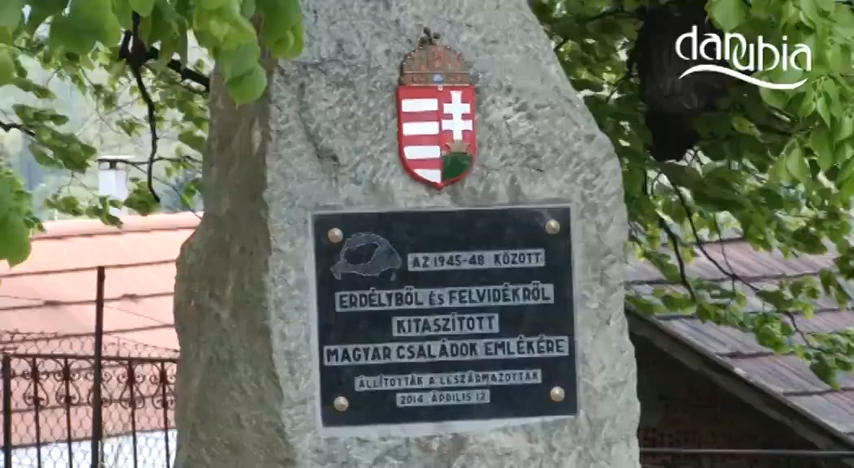 danubia
AZ 1945-48 KÖZÖTT
ERDÉLYBŐL ÉS FELVIDÉKRŐL
KITASZÍTOTT
MAGYAR CSALÁDOK EMLÉKÉRE
ÁLLÍTOTTÁK A LESZÁRMAZOTTAK
2014. ÁPRILIS 12